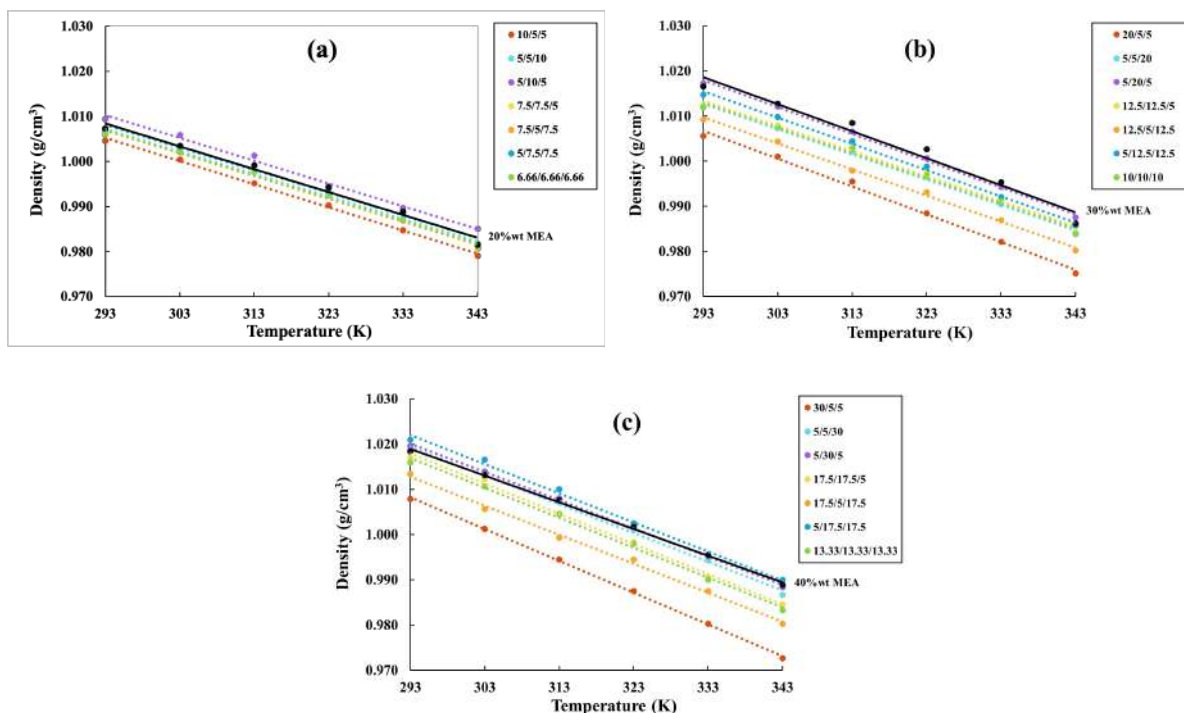 (a)
1.030
1.020
1.010
1.000
0.990
0.980
0.970
Density (g/cm³)
293 303 313 323 333 343
Temperature (K)
20%wt MEA
10/5/5
5/5/10
5/10/5
7.5/7.5/5
7.5/5/7.5
5/7.5/7.5
6.66/6.66/6.66
(b)
1.030
1.020
1.010
1.000
0.990
0.980
0.970
Density (g/cm³)
293 303 313 323 333 343
Temperature (K)
30%wt MEA
20/5/5
5/5/20
5/20/5
12.5/12.5/5
12.5/5/12.5
5/12.5/12.5
10/10/10
(c)
1.030
1.020
1.010
1.000
0.990
0.980
0.970
Density (g/cm³)
293 303 313 323 333 343
Temperature (K)
40%wt MEA
30/5/5
5/5/30
5/30/5
17.5/17.5/5
17.5/5/17.5
5/17.5/17.5
13.33/13.33/13.33